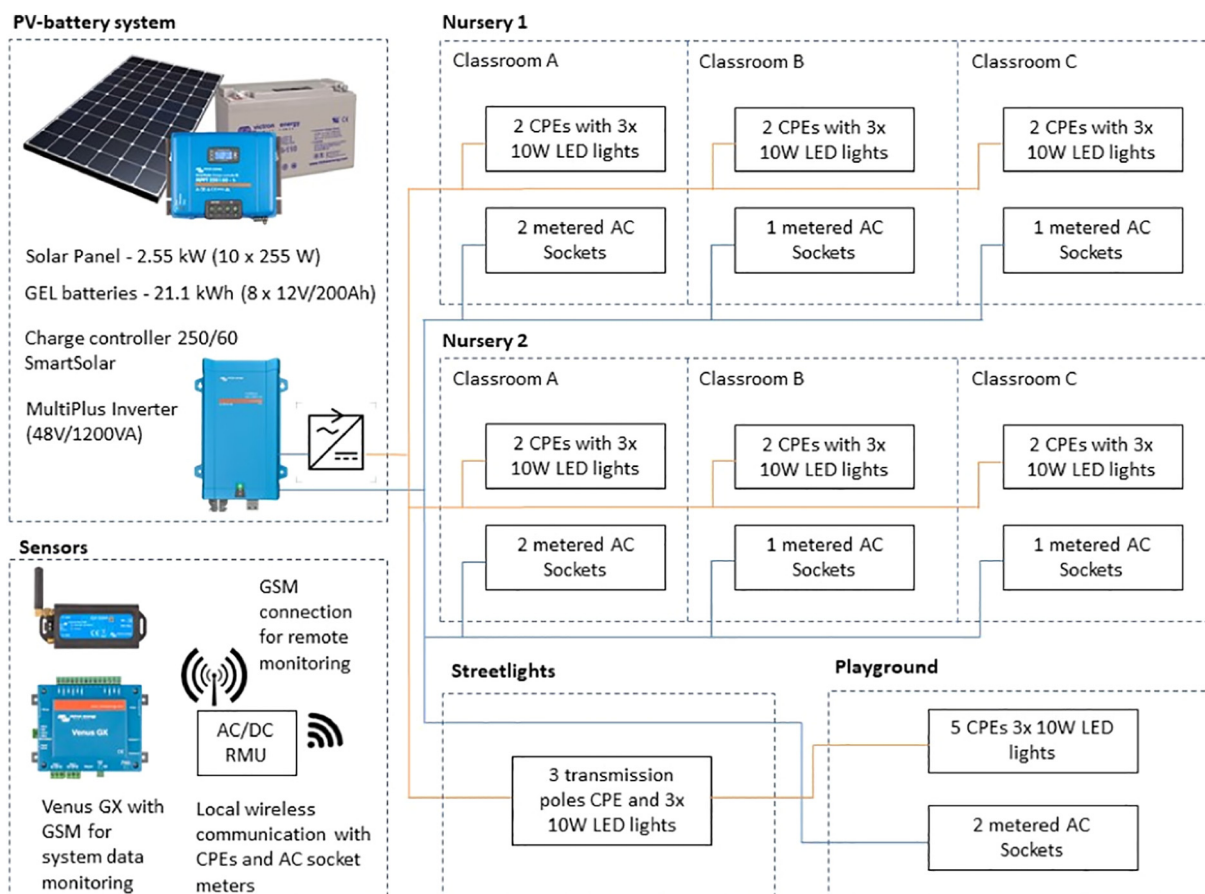 PV-battery system
Solar Panel - 2.55 kW (10 x 255 W)
GEL batteries - 21.1 kWh (8 x 12V/200Ah)
Charge controller 250/60
SmartSolar
MultiPlus Inverter
(48V/1200VA)
Sensors
GSM
connection
for remote
monitoring
Venus GX
AC/DC
RMU
Venus GX with
GSM for
system data
monitoring
Local wireless
communication with
CPEs and AC socket
meters
Nursery 1
Classroom A
2 CPEs with 3x
10W LED lights
2 metered AC
Sockets
Classroom B
2 CPEs with 3x
10W LED lights
1 metered AC
Sockets
Classroom C
2 CPEs with 3x
10W LED lights
1 metered AC
Sockets
Nursery 2
Classroom A
2 CPEs with 3x
10W LED lights
2 metered AC
Sockets
Classroom B
2 CPEs with 3x
10W LED lights
1 metered AC
Sockets
Classroom C
2 CPEs with 3x
10W LED lights
1 metered AC
Sockets
Streetlights
3 transmission
poles CPE and 3x
10W LED lights
Playground
5 CPEs 3x 10W LED
lights
2 metered AC
Sockets